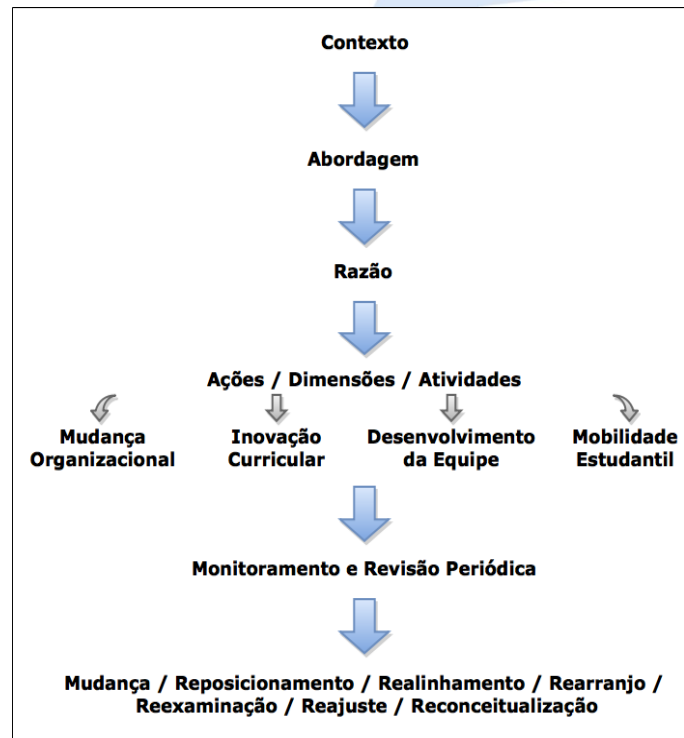 Contexto
Abordagem
Razão
Ações / Dimensões / Atividades
Mudança Organizacional
Inovação Curricular
Desenvolvimento da Equipe
Mobilidade Estudantil
Monitoramento e Revisão Periódica
Mudança / Reposicionamento / Realinhamento / Rearranjo /
Reexaminação / Reajuste / Reconceitualização